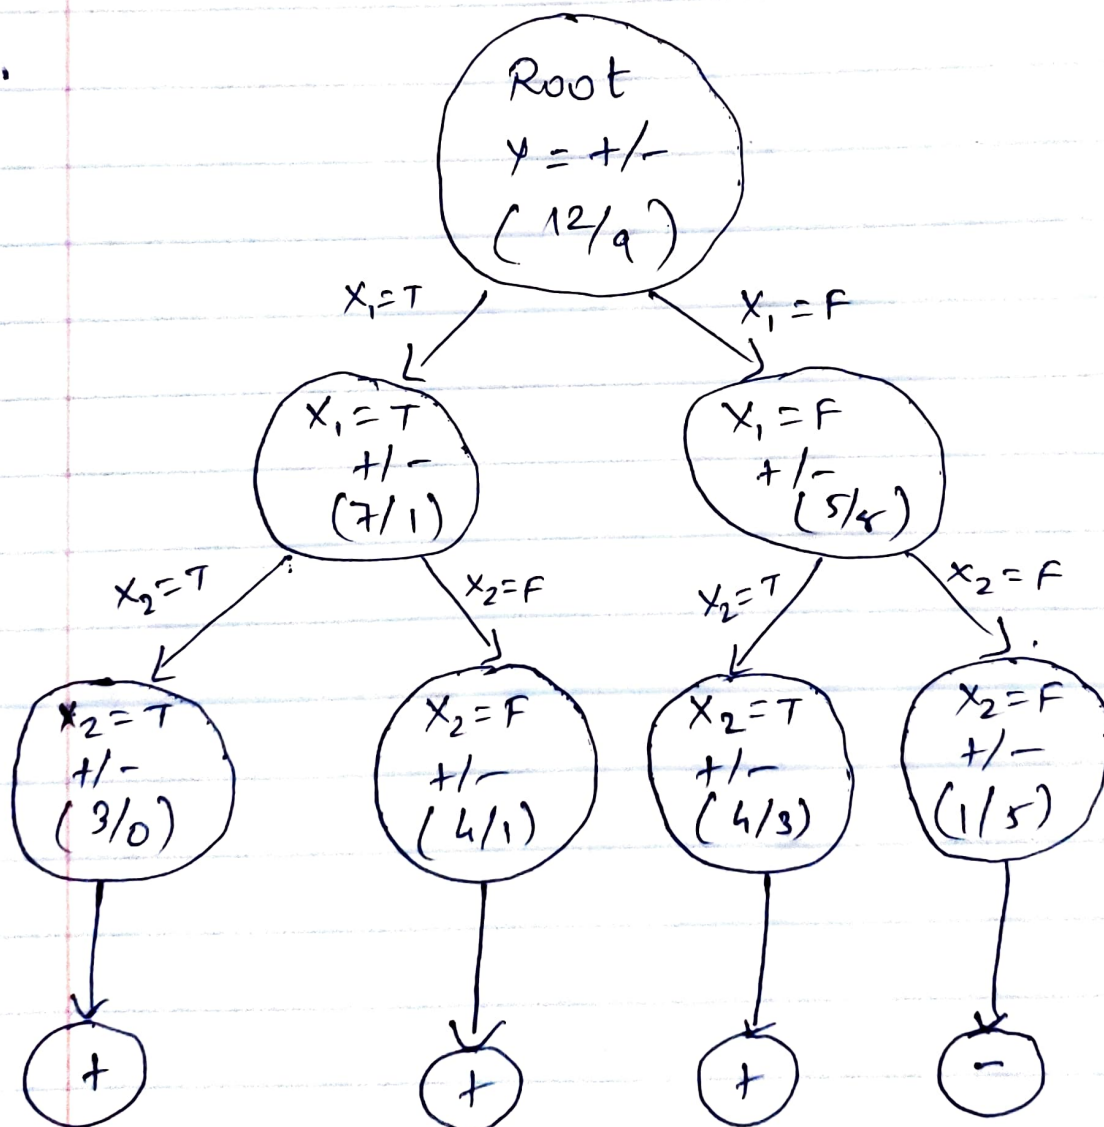 Root
Y = +/-
(12/9)
X₁=T
X₁ = F
X₁ = T
+/-
(7/1)
X₁ = F
+/-
(5/8)
X₂=T
X₂=F
X₂=T
X₂ = F
X₂ = T
+/-
(3/0)
X₂ = F
+/-
(4/1)
X₂ = T
+/-
(4/3)
X₂ = F
+/-
(1/5)
+
+
+
-